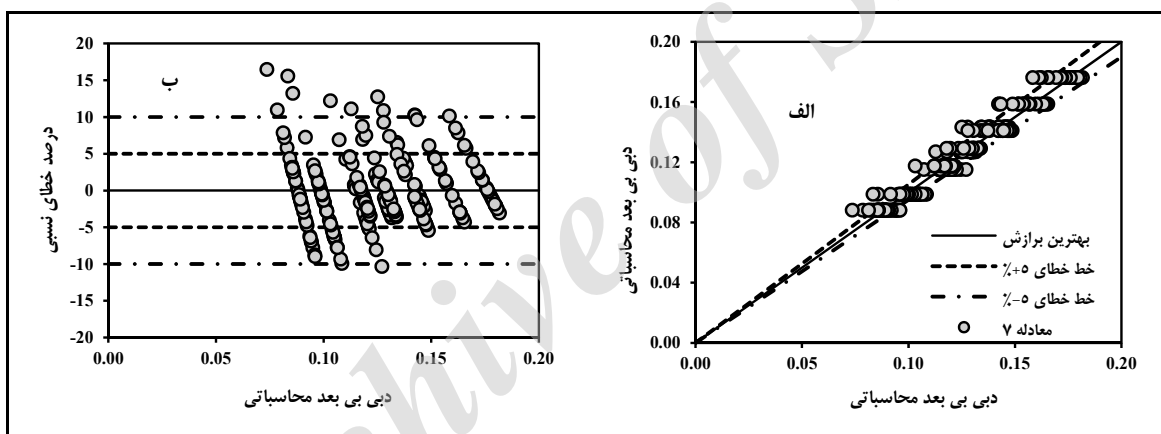 الف
دبی بی بعد محاسباتی
0.20
0.16
0.12
0.08
0.04
0.00
بهترین برازش
خط خطای ۵+٪
خط خطای ۵-٪
معادله ۷
0.00 0.05 0.10 0.15 0.20
دبی بی بعد محاسباتی
ب
درصد خطای نسبی
20
15
10
5
0
-5
-10
-15
-20
0.00 0.05 0.10 0.15 0.20
دبی بی بعد محاسباتی